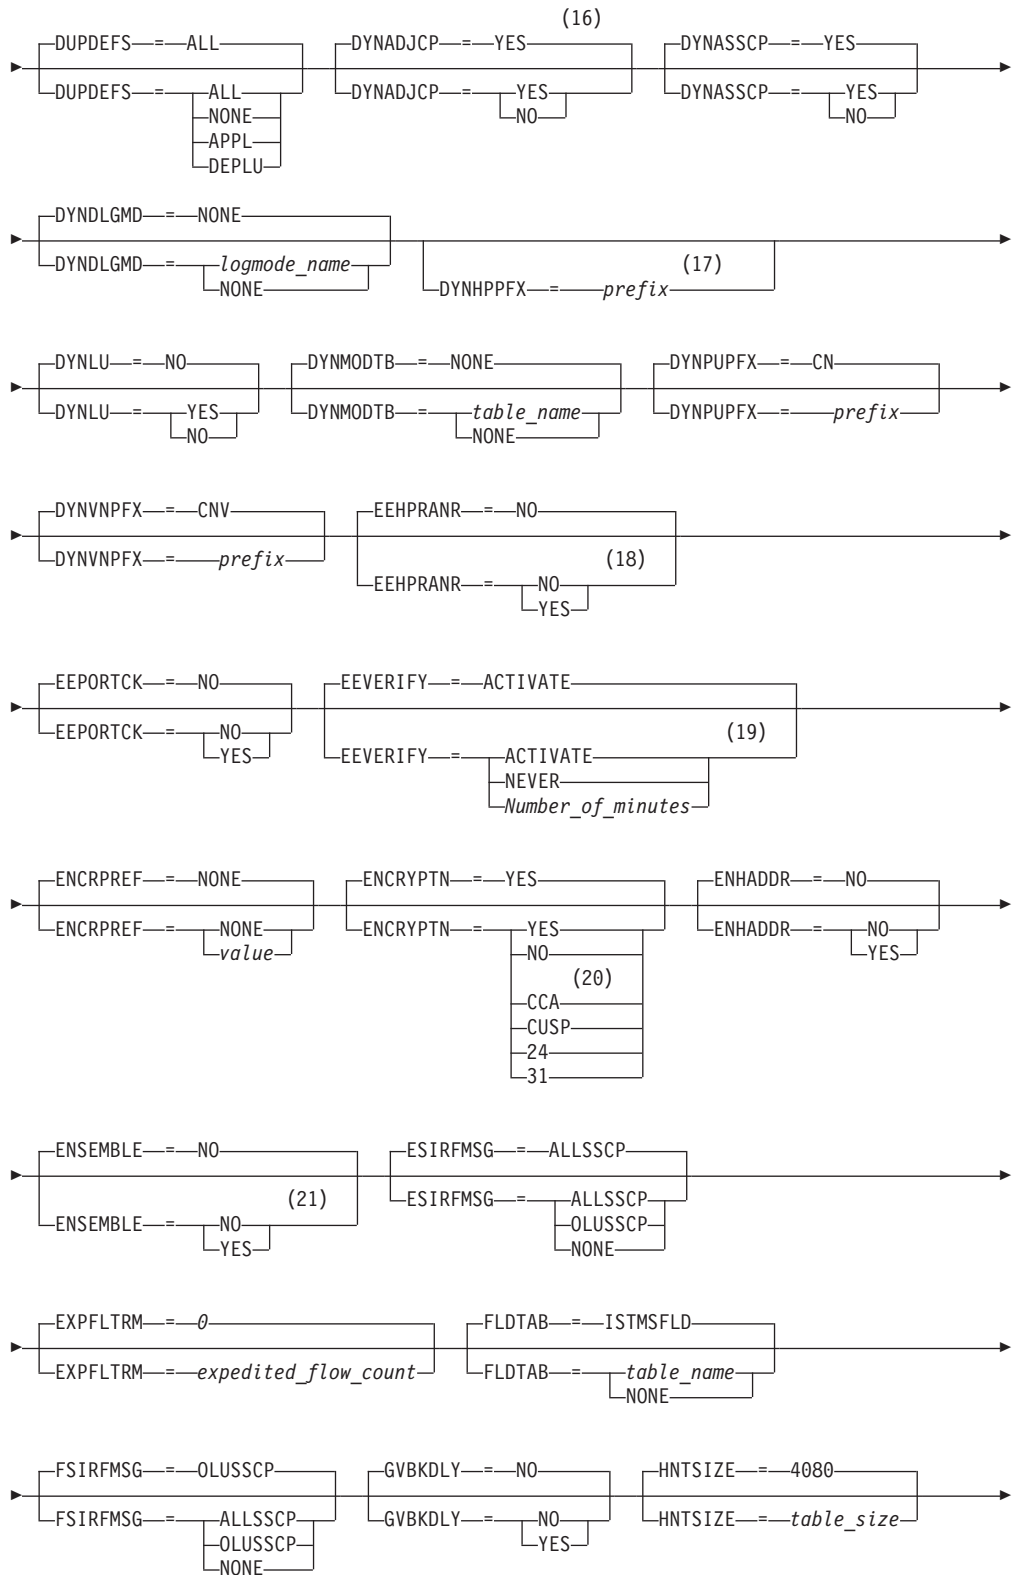 (16)
DUPDEFS = ALL DYNADJCP = YES DYNASSCP = YES
DUPDEFS = ALL DYNADJCP = YES DYNASSCP = YES
NONE NO NO
APPL
DEPLU
DYNDLGMD = NONE
DYNDLGMD = logmode_name (17)
NONE DYNHPPFX = prefix
DYNLU = NO DYNMODTB = NONE DYNPUPFX = CN
DYNLU = YES DYNMODTB = table_name DYNPUPFX = prefix
NO NONE
DYNVNPFX = CNV EEHPRANR = NO
DYNVNPFX = prefix (18)
EEHPRANR = NO
YES
EEPORTCK = NO EEVERIFY = ACTIVATE
EEPORTCK = NO (19)
YES EEVERIFY = ACTIVATE
NEVER
Number_of_minutes
ENCRPREF = NONE ENCRYPTN = YES ENHADDR = NO
ENCRPREF = NONE ENCRYPTN = YES ENHADDR = NO
value NO YES
(20)
CCA
CUSP
24
31
ENSEMBLE = NO ESIRFMSG = ALLSSCP
(21) ESIRFMSG = ALLSSCP
ENSEMBLE = NO OLUSSCP
YES NONE
EXPFLTRM = 0 FLDTAB = ISTMSFLD
EXPFLTRM = expedited_flow_count FLDTAB = table_name
NONE
FSIRFMSG = OLUSSCP GVBKDLY = NO HNTSIZE = 4080
FSIRFMSG = ALLSSCP GVBKDLY = NO HNTSIZE = table_size
OLUSSCP YES
NONE